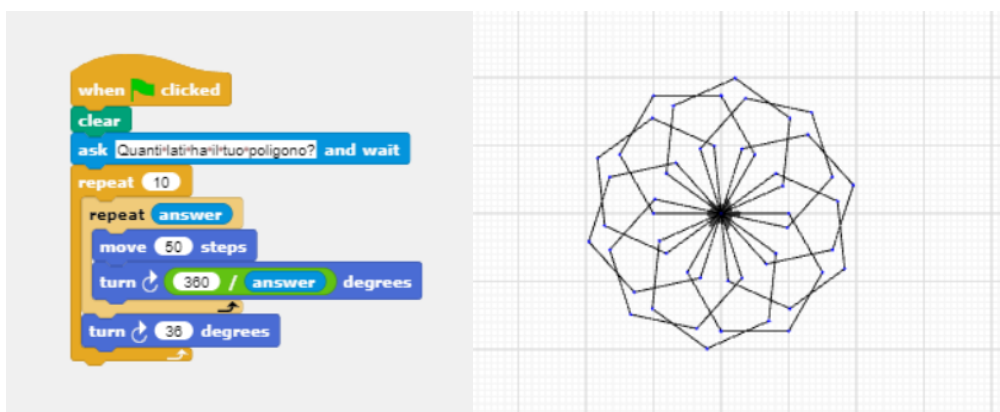 when clicked
clear
ask Quanti lati ha il tuo poligono? and wait
repeat 10
repeat answer
move 50 steps
turn 360 / answer degrees
turn 36 degrees